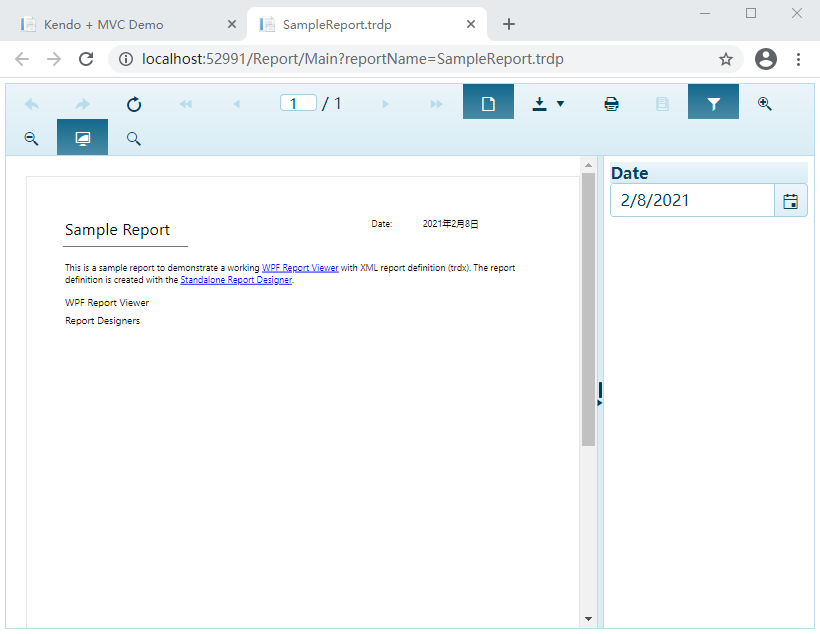 Kendo + MVC Demo
SampleReport.trdp
localhost:52991/Report/Main?reportName=SampleReport.trdp
1 / 1
Date
2/8/2021
Sample Report
Date: 2021年2月8日
This is a sample report to demonstrate a working WPF Report Viewer with XML report definition (trdx). The report
definition is created with the Standalone Report Designer.
WPF Report Viewer
Report Designers